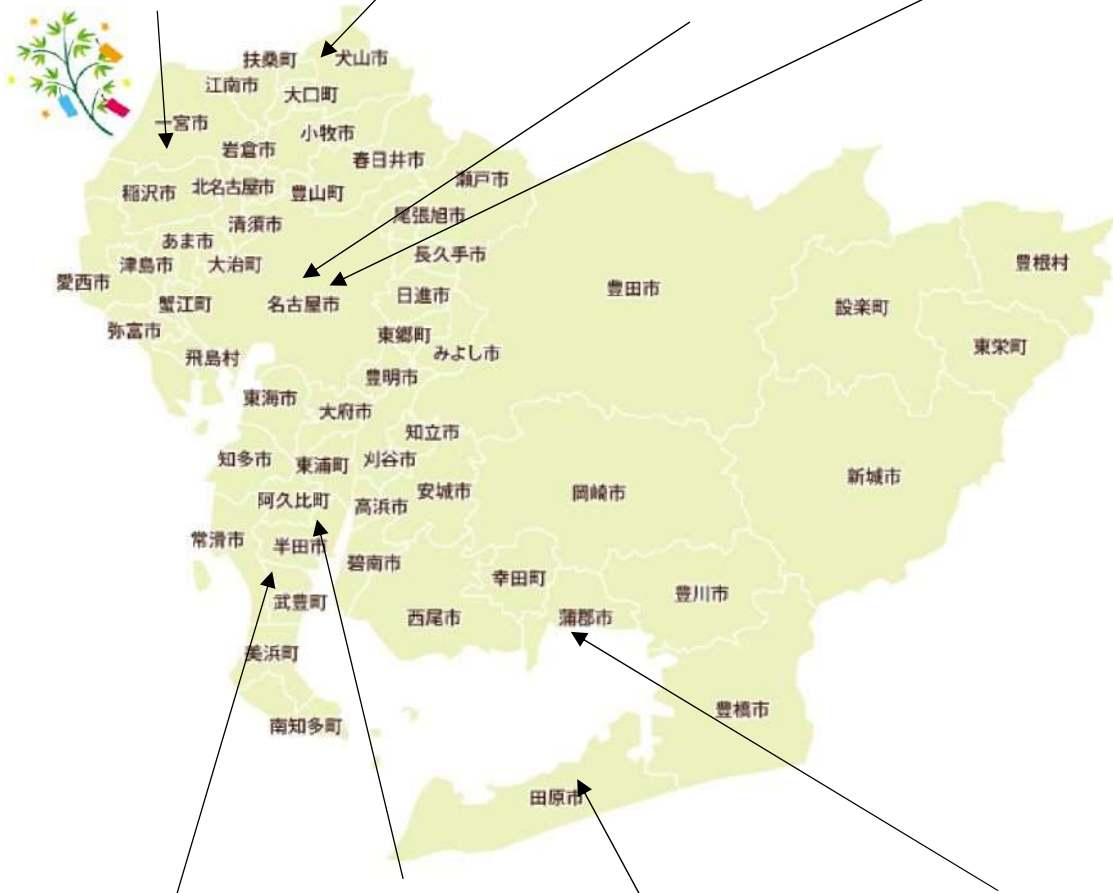 扶桑町
犬山市
江南市
大口町
一宮市
小牧市
岩倉市
春日井市
瀬戸市
稲沢市
北名古屋市
豊山町
尾張旭市
清須市
あま市
長久手市
津島市
大治町
豊根村
愛西市
豊田市
日進市
蟹江町
名古屋市
設楽町
弥富市
東郷町
みよし市
東栄町
飛島村
豊明市
東海市
大府市
知立市
知多市
東浦町
刈谷市
新城市
安城市
岡崎市
阿久比町
高浜市
常滑市
半田市
碧南市
幸田町
豊川市
武豊町
西尾市
蒲郡市
美浜町
豊橋市
南知多町
田原市